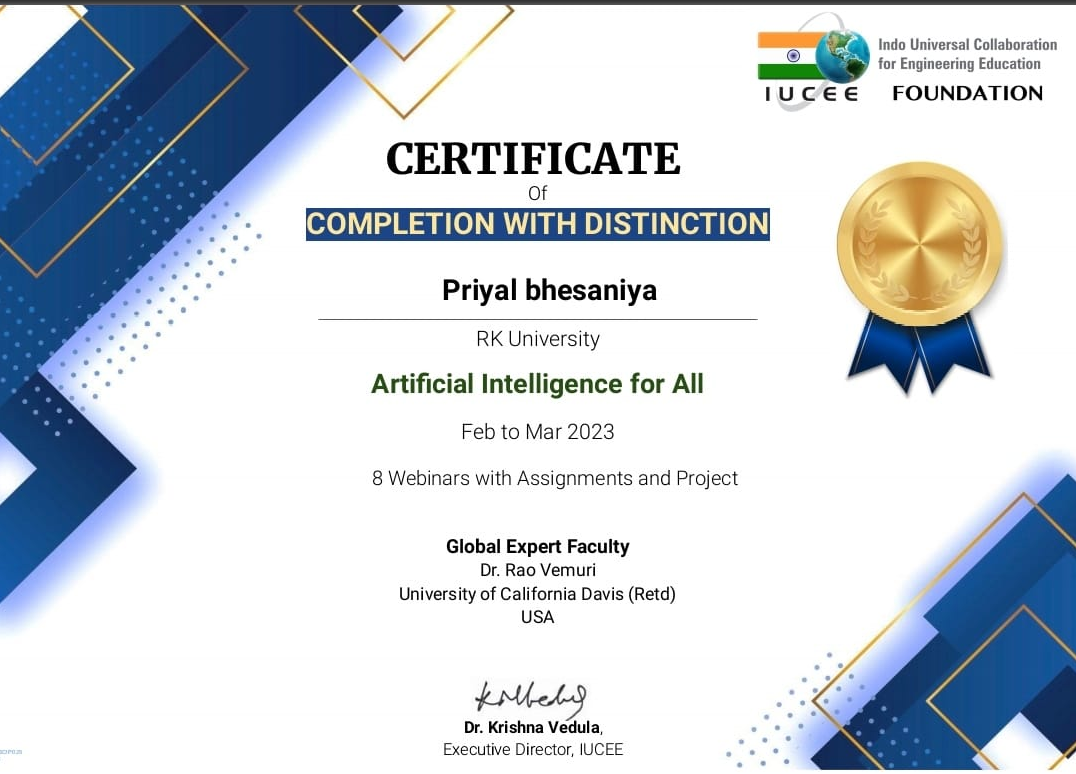 Indo Universal Collaboration
for Engineering Education
IUCEE FOUNDATION
CERTIFICATE
Of
COMPLETION WITH DISTINCTION
Priyal bhesaniya
RK University
Artificial Intelligence for All
Feb to Mar 2023
8 Webinars with Assignments and Project
Global Expert Faculty
Dr. Rao Vemuri
University of California Davis (Retd)
USA
Dr. Krishna Vedula,
Executive Director, IUCEE